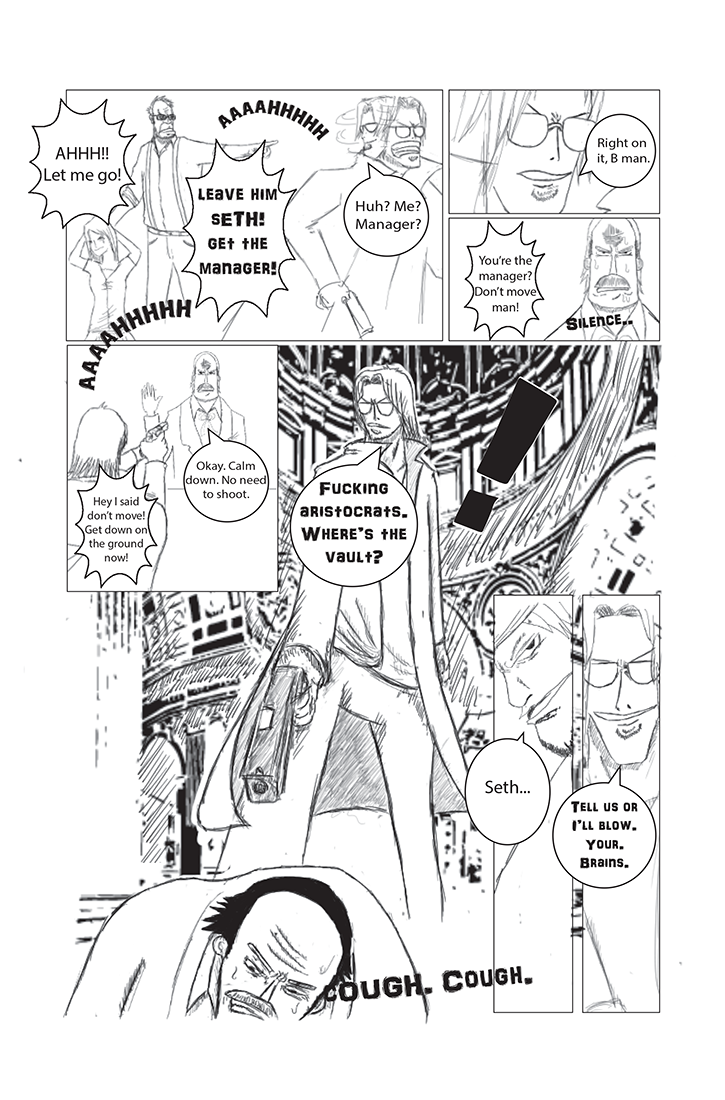 AHHH!!
Let me go!
AAAAHHHHH
LEAVE HIM
SETH!
GET THE
MANAGER!
Huh? Me?
Manager?
Right on
it, B man.
You're the
manager?
Don't move
man!
SILENCE..
AAAAHHHHHH
Okay. Calm
down. No need
to shoot.
Hey I said
don't move!
Get down on
the ground
now!
!
FUCKING
ARISTOCRATS.
WHERE'S THE
VAULT?
Seth...
TELL US OR
I'LL BLOW.
YOUR.
BRAINS.
COUGH. COUGH.